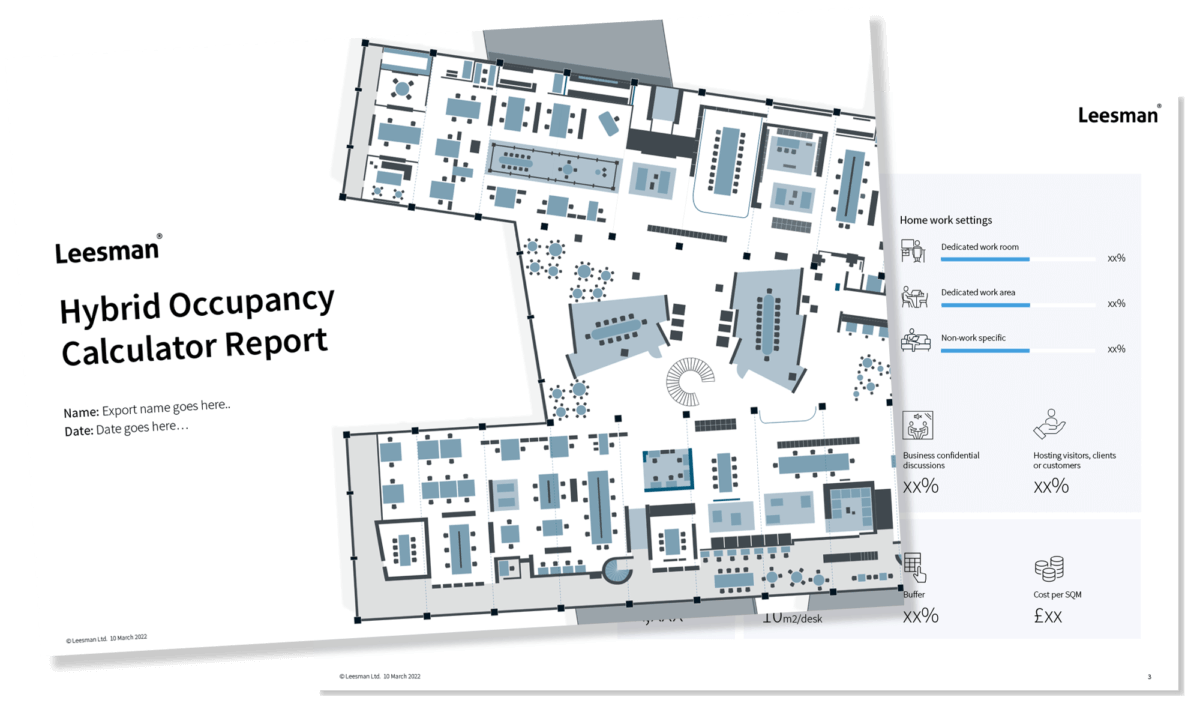 Leesman®
Hybrid Occupancy
Calculator Report
Name: Export name goes here..
Date: Date goes here…
© Leesman Ltd. 10 March 2022
Leesman®
Home work settings
Dedicated work room
xx%
Dedicated work area
xx%
Non-work specific
xx%
Business confidential
discussions
xx%
Hosting visitors, clients
or customers
xx%
Buffer
xx%
Cost per SQM
£xx
10m2/desk
© Leesman Ltd. 10 March 2022
3